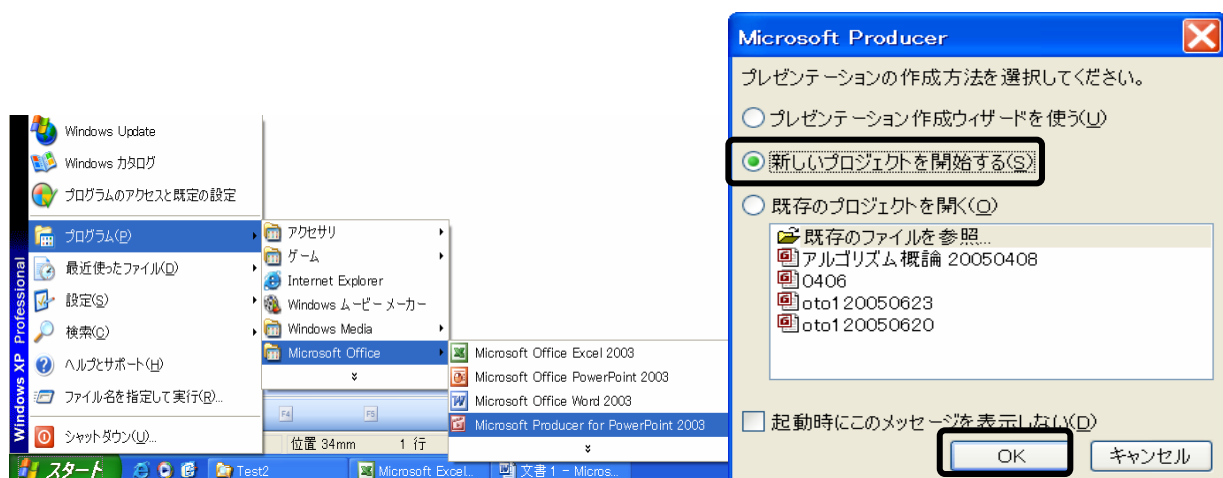 Windows Update
Windows カタログ
プログラムのアクセスと既定の設定
プログラム(P)
最近使ったファイル(D)
設定(S)
検索(C)
ヘルプとサポート(H)
ファイル名を指定して実行(R)...
シャットダウン(U)...
Windows XP Professional
アクセサリ
ゲーム
Internet Explorer
Windows ムービー メーカー
Windows Media
Microsoft Office
Microsoft Office Excel 2003
Microsoft Office PowerPoint 2003
Microsoft Office Word 2003
Microsoft Producer for PowerPoint 2003
F4 F5
位置 34mm 1 行
スタート Test2 Microsoft Excel... 文書 1 - Micros...
Microsoft Producer
プレゼンテーションの作成方法を選択してください。
プレゼンテーション作成ウィザードを使う(U)
新しいプロジェクトを開始する(S)
既存のプロジェクトを開く(O)
既存のファイルを参照...
アルゴリズム概論 20050408
0406
oto120050623
oto120050620
起動時にこのメッセージを表示しない(D)
OK キャンセル